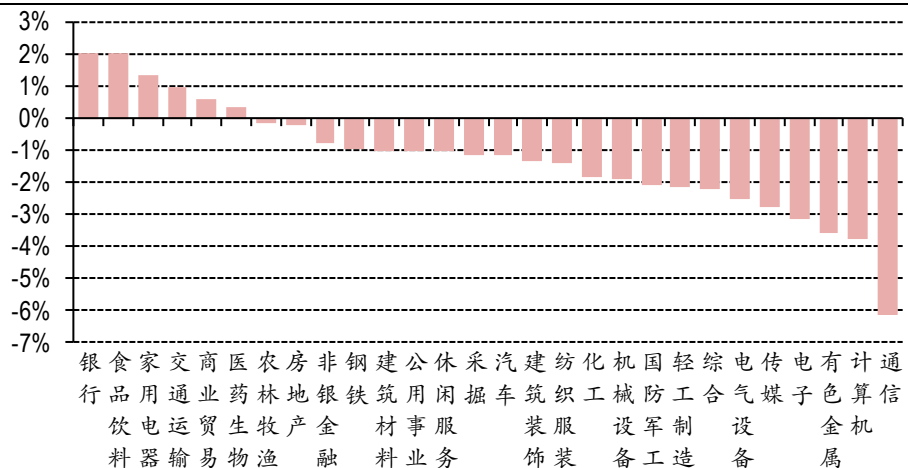 3%
2%
1%
0%
-1%
-2%
-3%
-4%
-5%
-6%
-7%
银行
食品饮料
家用电器
交通运输
商业贸易
医药生物
农林牧渔
房地产
非银金融
钢铁
建筑材料
公用事业
休闲服务
采掘
汽车
建筑装饰
纺织服装
化工
机械设备
国防军工
轻工制造
综合
电气设备
传媒
电子
有色金属
计算机
通信